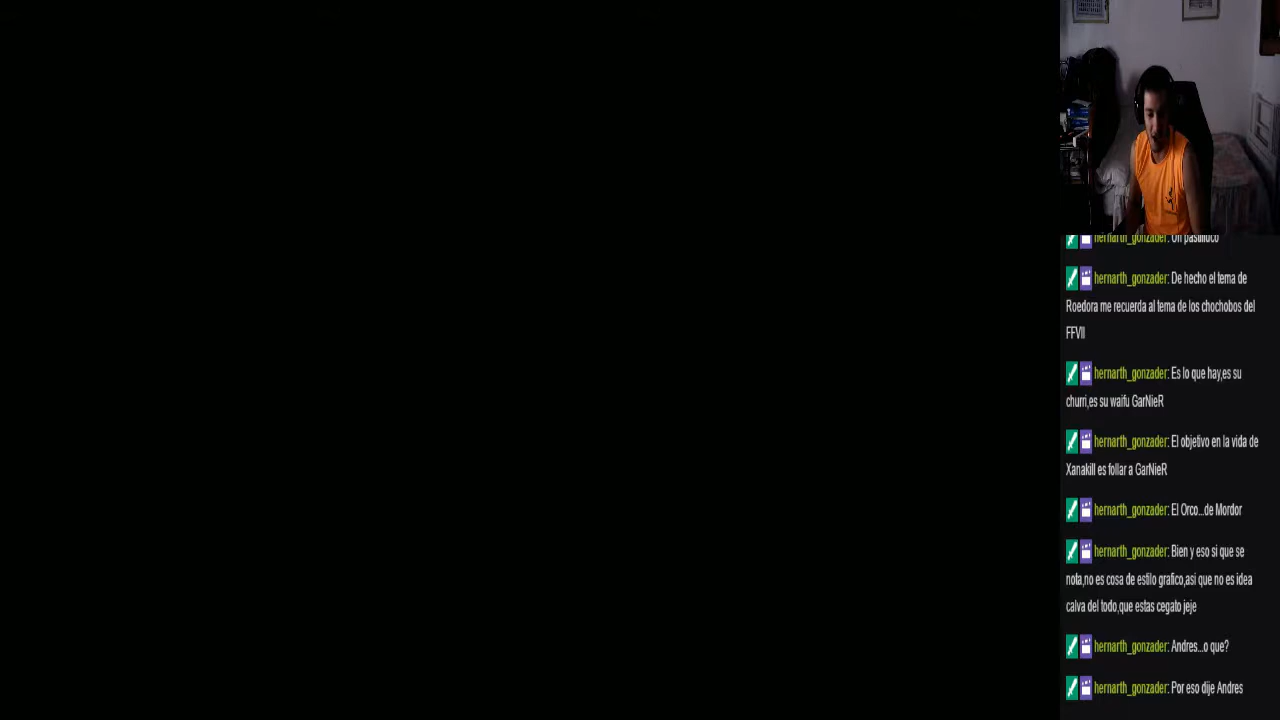 hernarth_gonzader: Un pastilluco
hernarth_gonzader: De hecho el tema de
Roedora me recuerda al tema de los chochobos del
FFVII
hernarth_gonzader: Es lo que hay,es su
churri,es su waifu GarNieR
hernarth_gonzader: El objetivo en la vida de
Xanakill es follar a GarNieR
hernarth_gonzader: El Orco...de Mordor
hernarth_gonzader: Bien y eso si que se
nota,no es cosa de estilo grafico,asi que no es idea
calva del todo,que estas cegato jeje
hernarth_gonzader: Andres...o que?
hernarth_gonzader: Por eso dije Andres